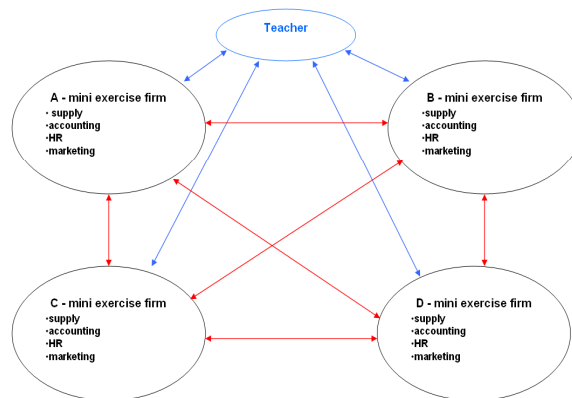 Teacher
A - mini exercise firm
· supply
·accounting
·HR
·marketing
B - mini exercise firm
·supply
·accounting
·HR
·marketing
C - mini exercise firm
·supply
·accounting
·HR
·marketing
D - mini exercise firm
·supply
·accounting
·HR
·marketing